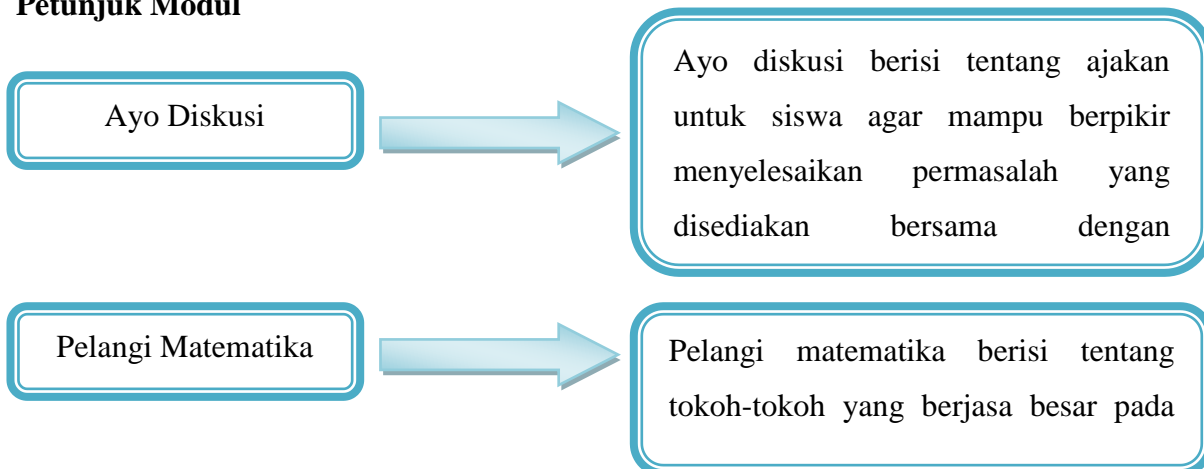 Petunjuk Modul
Ayo Diskusi
Ayo diskusi berisi tentang ajakan
untuk siswa agar mampu berpikir
menyelesaikan permasalah yang
disediakan bersama dengan
Pelangi Matematika
Pelangi matematika berisi tentang
tokoh-tokoh yang berjasa besar pada